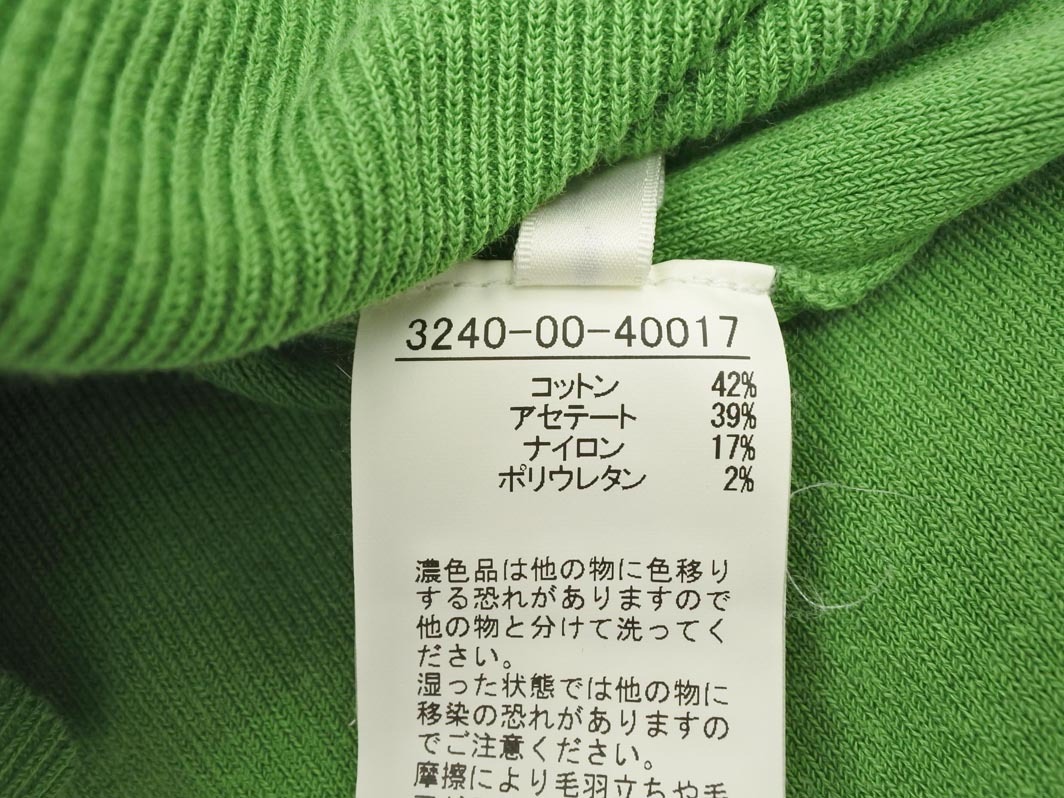 3240-00-40017
コットン 42%
アセテート 39%
ナイロン 17%
ポリウレタン 2%
濃色品は他の物に色移り
する恐れがありますので
他の物と分けて洗ってく
ださい。
湿った状態では他の物に
移染の恐れがありますの
でご注意ください。
摩擦により毛羽立ちや毛